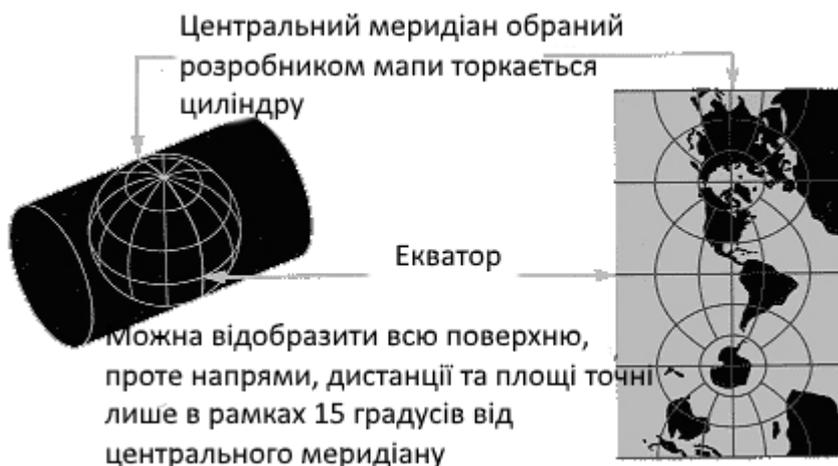 Центральний меридіан обраний
розробником мапи торкається
циліндру
Екватор
Можна відобразити всю поверхню,
проте напрями, дистанції та площі точні
лише в рамках 15 градусів від
центрального меридіану